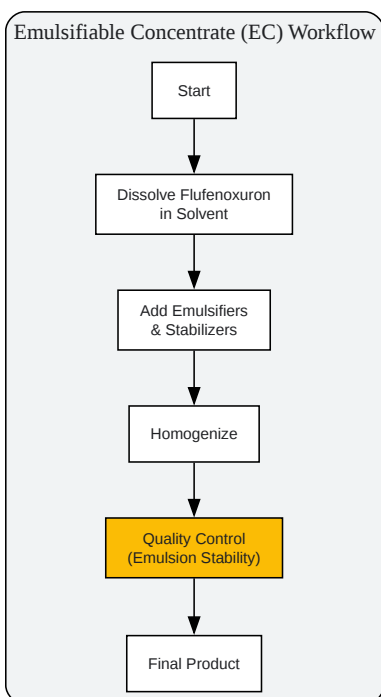 Emulsifiable Concentrate (EC) Workflow
Start
Dissolve Flufenoxuron
in Solvent
Add Emulsifiers
& Stabilizers
Homogenize
Quality Control
(Emulsion Stability)
Final Product